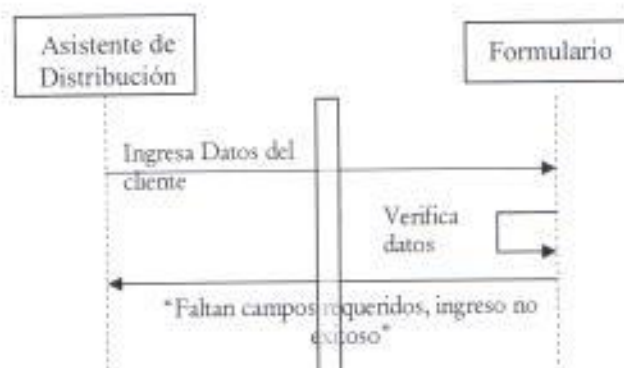 Asistente de
Distribución
Formulario
Ingresa Datos del
cliente
Verifica
datos
"Faltan campos requeridos, ingreso no
exitoso"